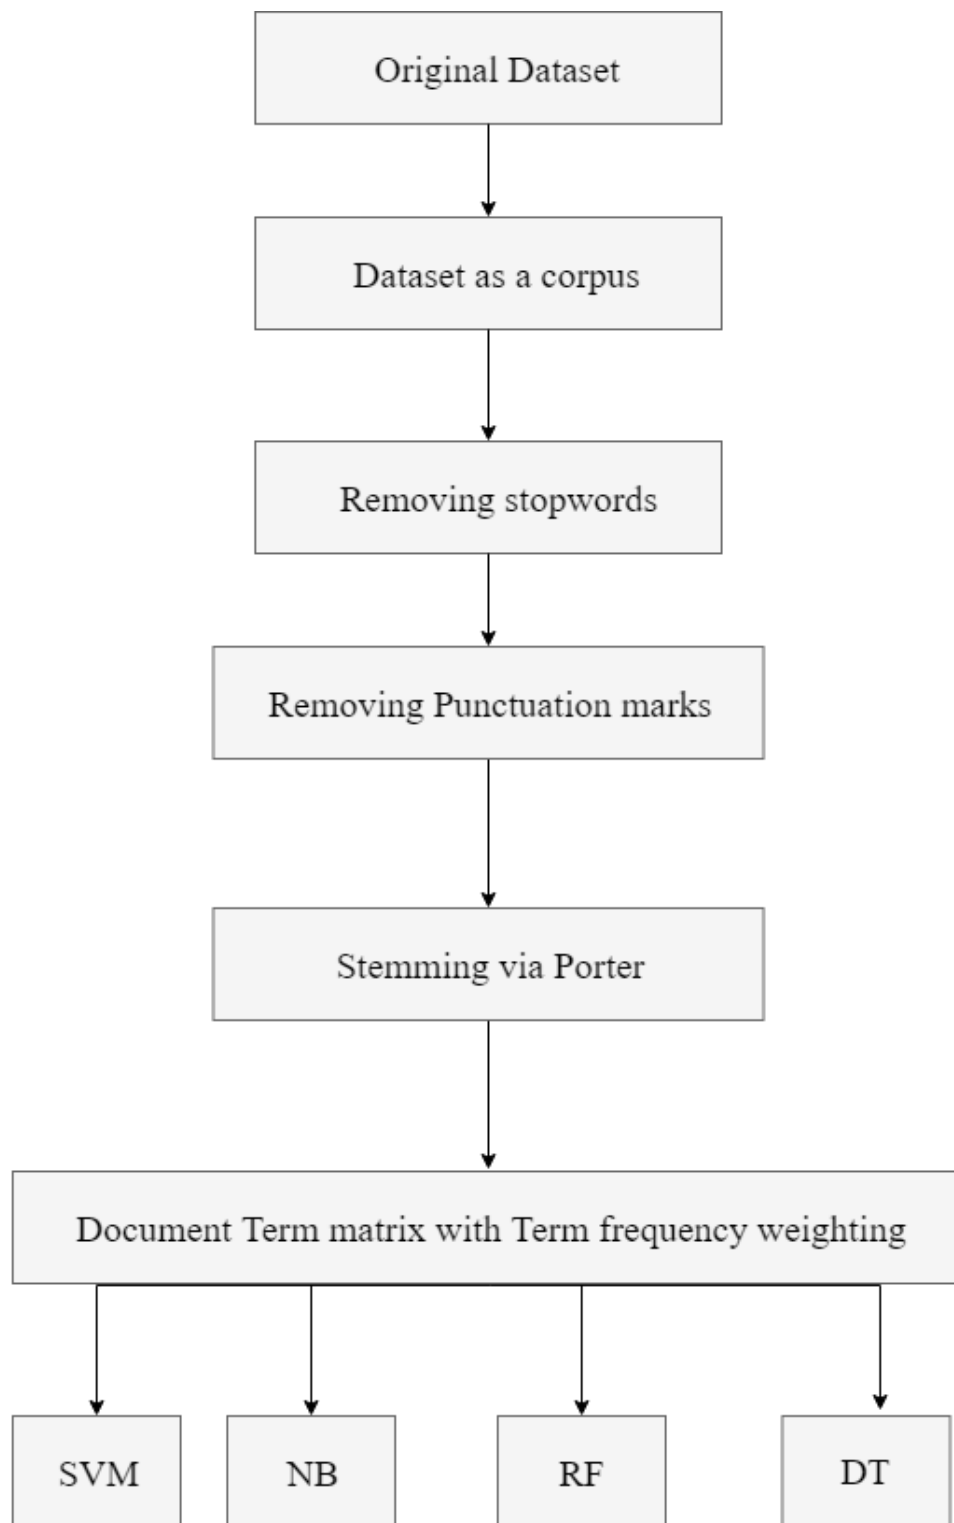 Original Dataset
Dataset as a corpus
Removing stopwords
Removing Punctuation marks
Stemming via Porter
Document Term matrix with Term frequency weighting
SVM
NB
RF
DT